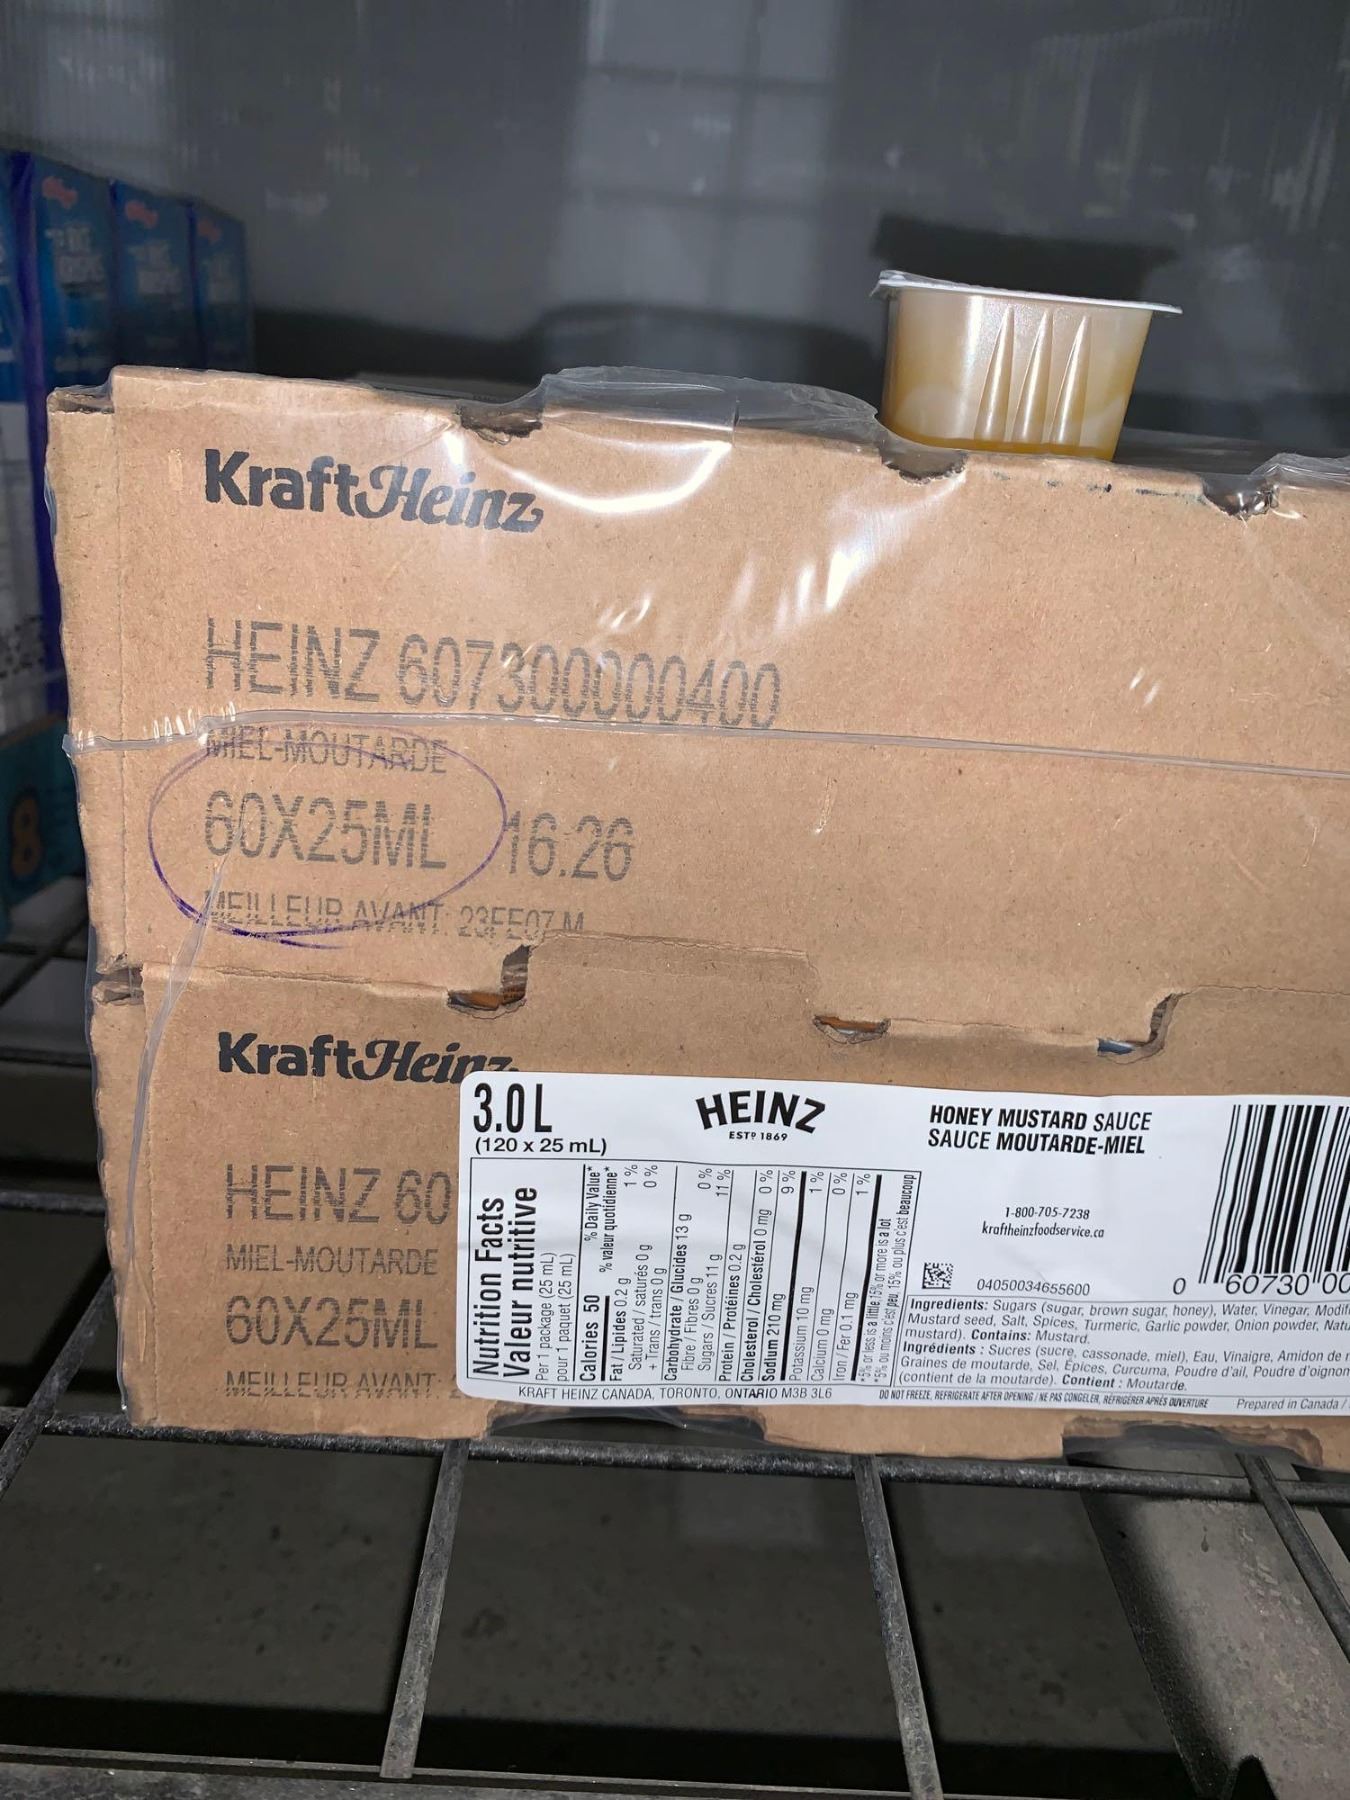 KraftHeinz
HEINZ 607300000400
MIEL-MOUTARDE
60X25ML 16:26
MEILLEUR AVANT: 23FE07 M
KraftHeinz
HEINZ 60
MIEL-MOUTARDE
60X25ML
MEILLEUR AVANT: 2
3.0 L
(120 x 25 mL)
HEINZ
ESTD 1869
HONEY MUSTARD SAUCE
SAUCE MOUTARDE-MIEL
1-800-705-7238
kraftheinzfoodservice.ca
04050034655600
0 60730 00
Nutrition Facts
Valeur nutritive
Per 1 package (25 mL)
pour 1 paquet (25 mL)
Calories 50 % Daily Value*
% valeur quotidienne*
Fat / Lipides 0.2 g 1 %
Saturated / saturés 0 g
+ Trans / trans 0 g 0 %
Carbohydrate / Glucides 13 g
Fibre / Fibres 0 g 0 %
Sugars / Sucres 11 g 11 %
Protein / Protéines 0.2 g
Cholesterol / Cholestérol 0 mg 0 %
Sodium 210 mg 9 %
Potassium 10 mg 1 %
Calcium 0 mg 0 %
Iron / Fer 0.1 mg 1 %
*5% or less is a little, 15% or more is a lot
*5% ou moins c'est peu, 15% ou plus c'est beaucoup
Ingredients: Sugars (sugar, brown sugar, honey), Water, Vinegar, Modifi
Mustard seed, Salt, Spices, Turmeric, Garlic powder, Onion powder, Natu
mustard). Contains: Mustard.
Ingrédients : Sucres (sucre, cassonade, miel), Eau, Vinaigre, Amidon de
Graines de moutarde, Sel, Épices, Curcuma, Poudre d'ail, Poudre d'oignon
(contient de la moutarde). Contient : Moutarde.
KRAFT HEINZ CANADA, TORONTO, ONTARIO M3B 3L6
DO NOT FREEZE, REFRIGERATE AFTER OPENING / NE PAS CONGELER, RÉFRIGÉRER APRÈS OUVERTURE
Prepared in Canada /